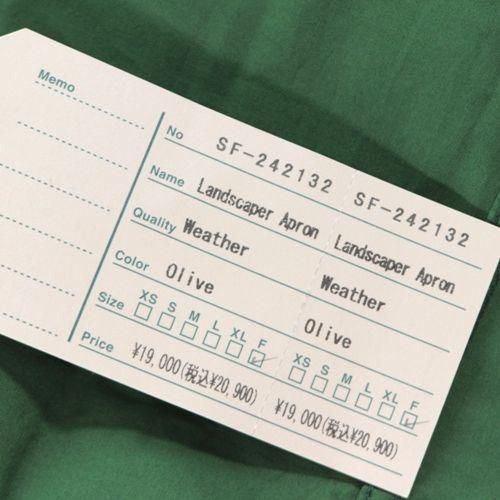 Memo
No SF-242132 SF-242132
Name Landscaper Apron Landscaper Apron
Quality Weather Weather
Color Olive Olive
Size XS S M L XL F XS S M L XL F
Price ¥19,000(税込¥20,900) ¥19,000(税込¥20,900)